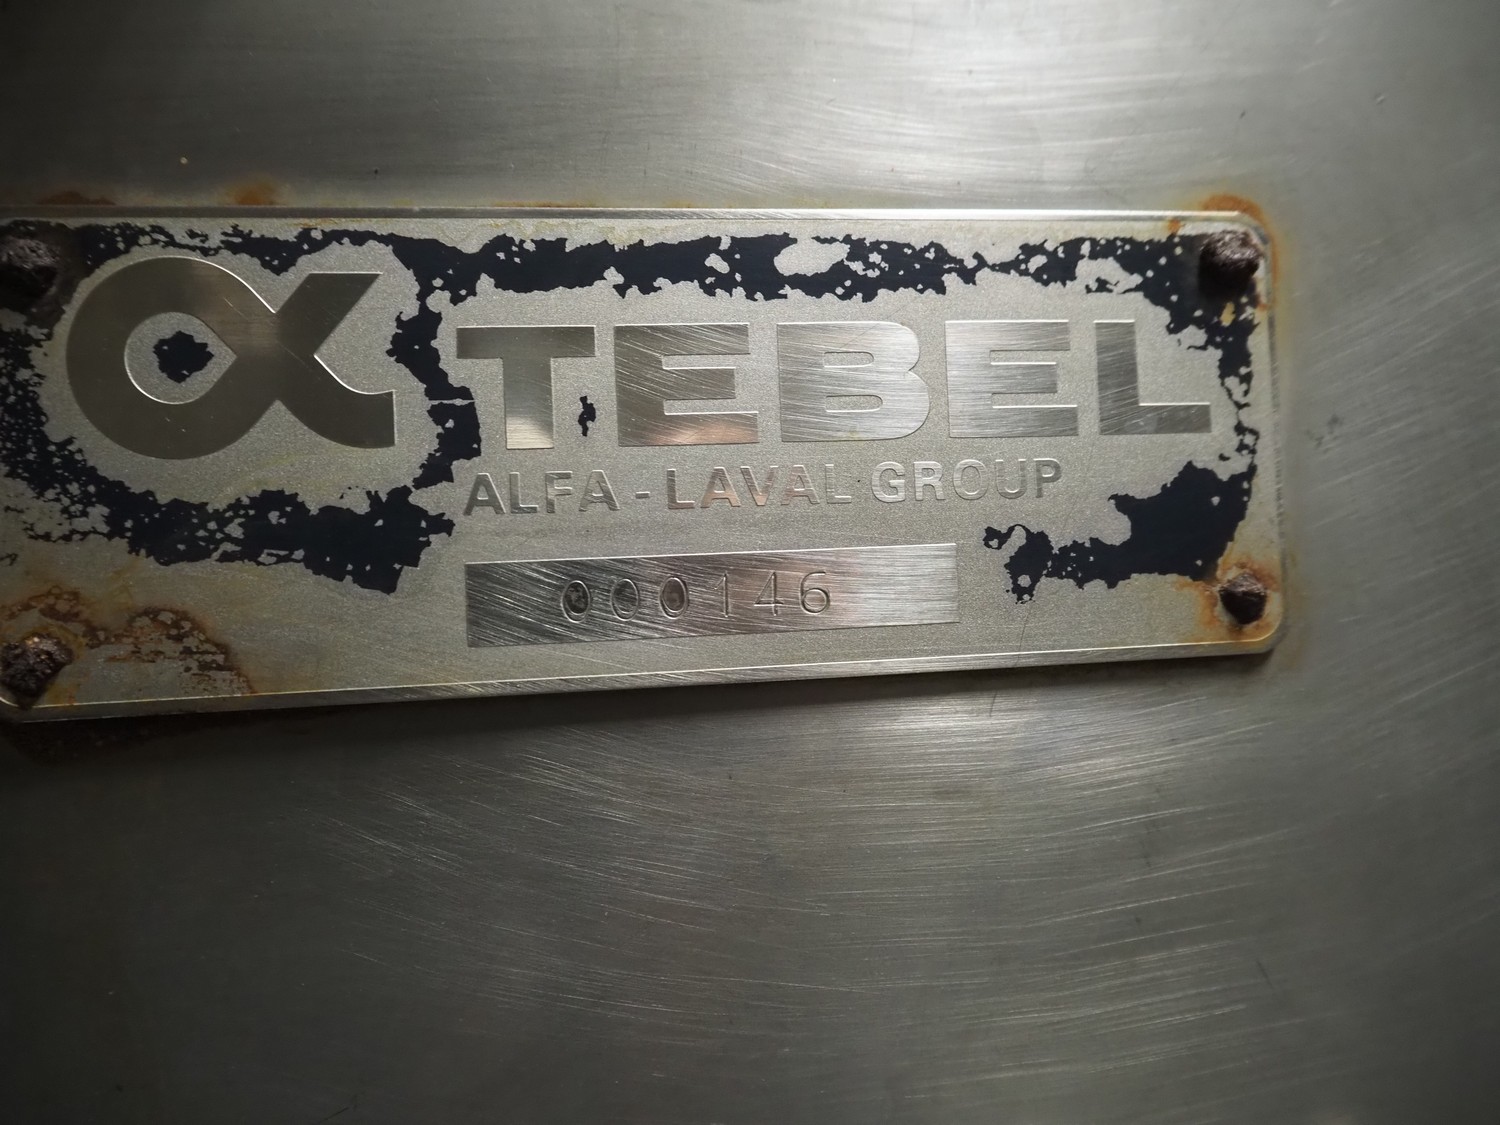 α TEBEL
ALFA-LAVAL GROUP
000146